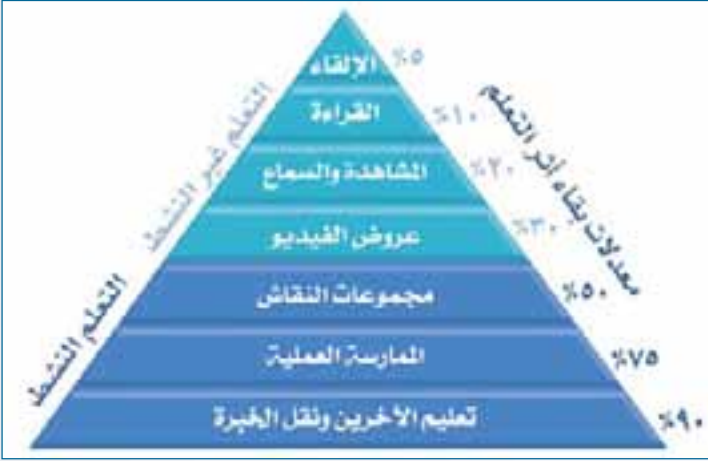 معدلات بقاء أثر التعلم
التعلم غير النشط
التعلم النشط
الإلقاء
٥%
القراءة
١٠%
المشاهدة والسماع
٢٠%
عروض الفيديو
٣٠%
مجموعات النقاش
٥٠%
الممارسة العملية
٧٥%
تعليم الآخرين ونقل الخبرة
٩٠%